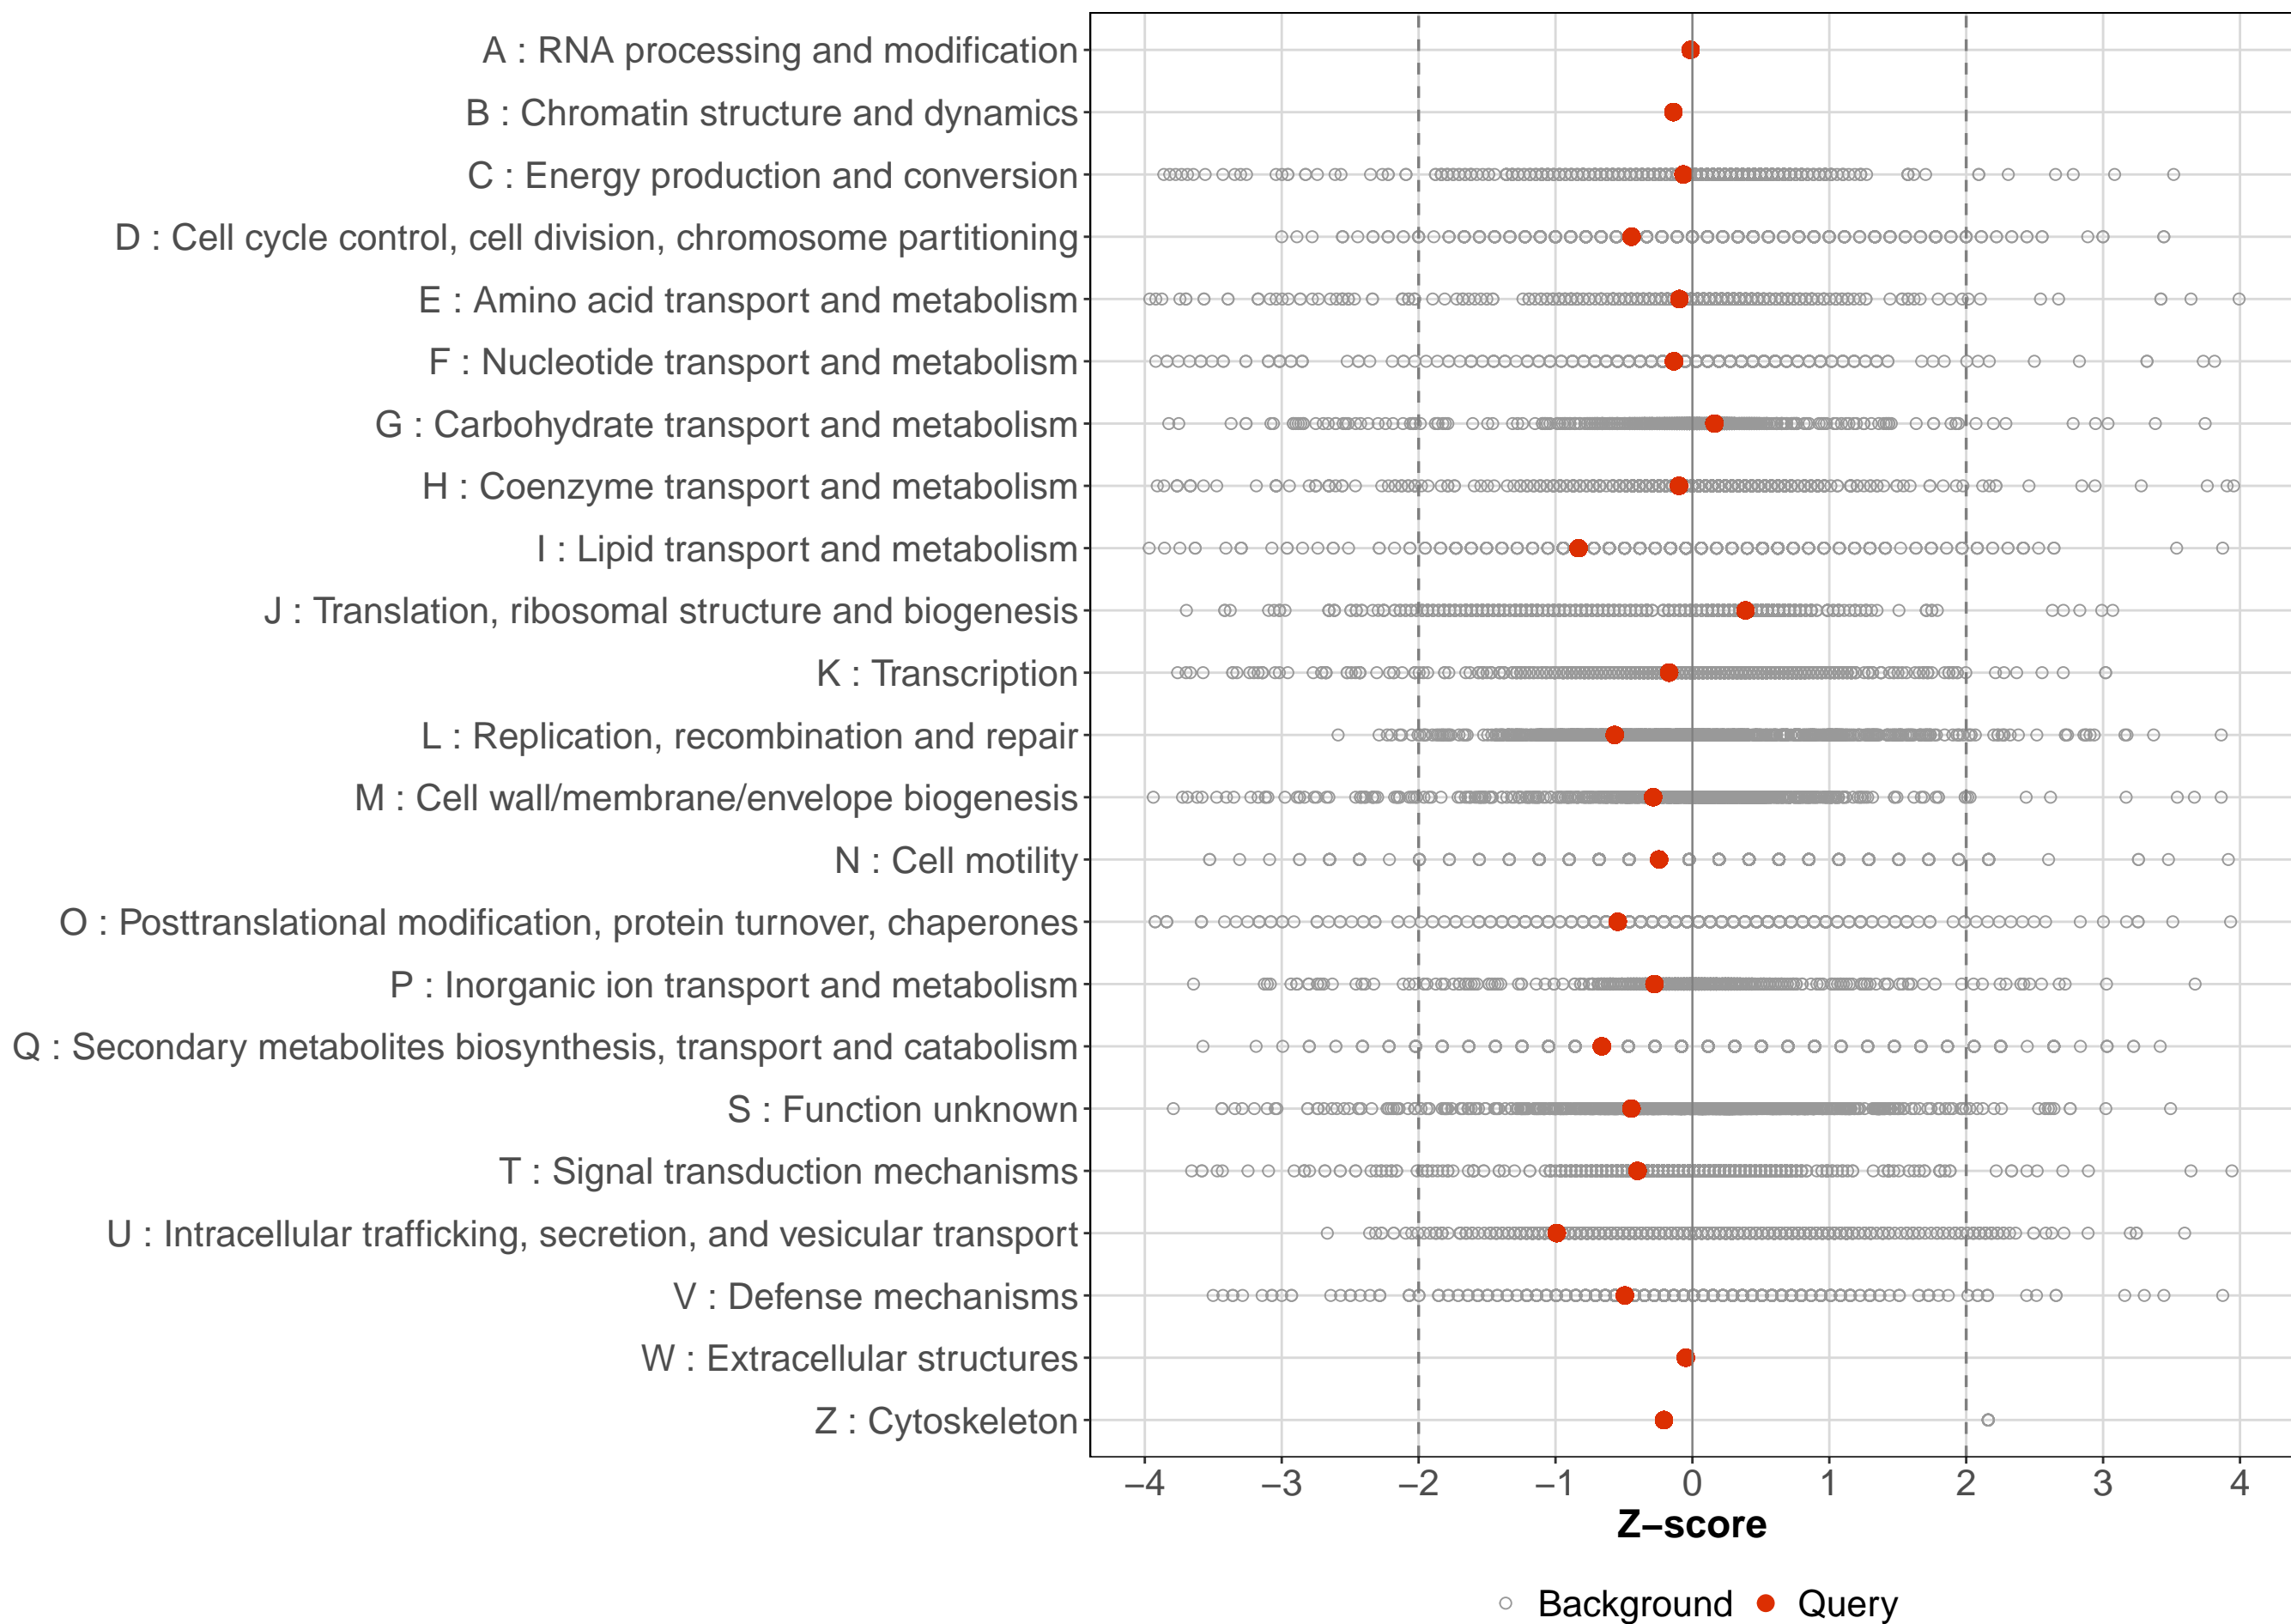 A : RNA processing and modification
B : Chromatin structure and dynamics
C : Energy production and conversion
D : Cell cycle control, cell division, chromosome partitioning
E : Amino acid transport and metabolism
F : Nucleotide transport and metabolism
G : Carbohydrate transport and metabolism
H : Coenzyme transport and metabolism
I : Lipid transport and metabolism
J : Translation, ribosomal structure and biogenesis
K : Transcription
L : Replication, recombination and repair
M : Cell wall/membrane/envelope biogenesis
N : Cell motility
O : Posttranslational modification, protein turnover, chaperones
P : Inorganic ion transport and metabolism
Q : Secondary metabolites biosynthesis, transport and catabolism
S : Function unknown
T : Signal transduction mechanisms
U : Intracellular trafficking, secretion, and vesicular transport
V : Defense mechanisms
W : Extracellular structures
Z : Cytoskeleton
−4 −3 −2 −1 0 1 2 3 4
Z−score
Background Query